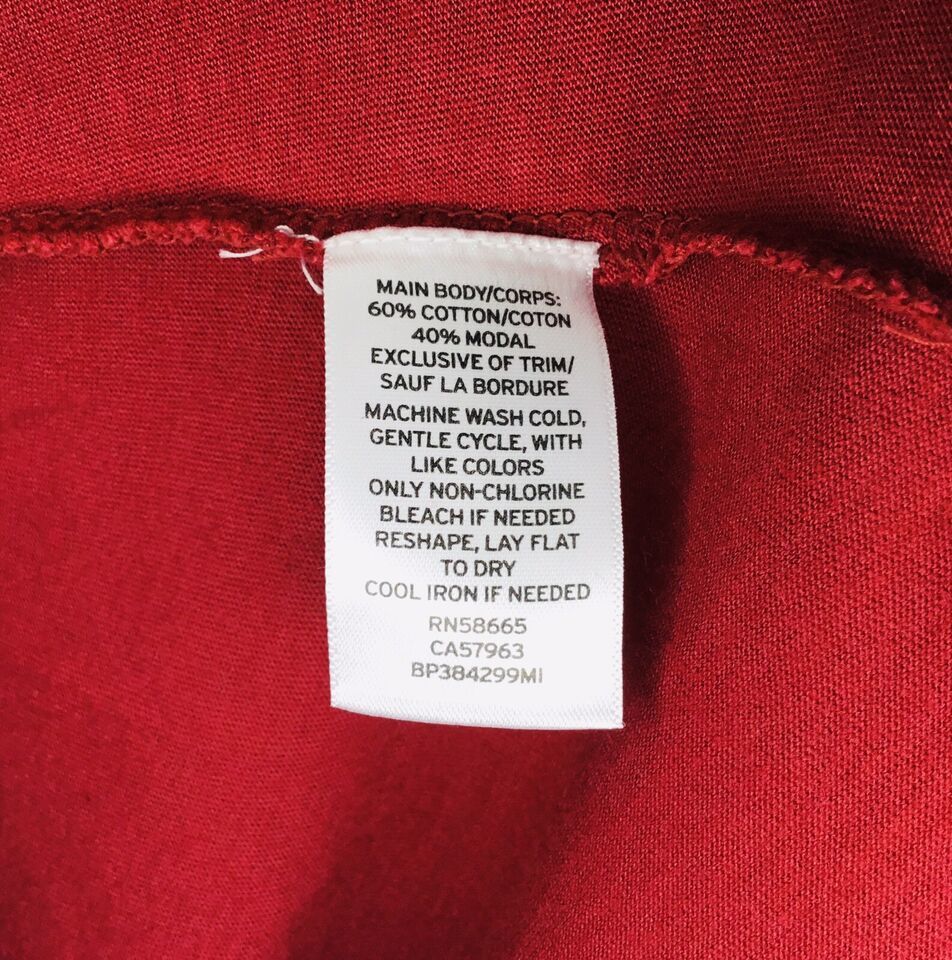 MAIN BODY/CORPS:
60% COTTON/COTON
40% MODAL
EXCLUSIVE OF TRIM/
SAUF LA BORDURE
MACHINE WASH COLD,
GENTLE CYCLE, WITH
LIKE COLORS
ONLY NON-CHLORINE
BLEACH IF NEEDED
RESHAPE, LAY FLAT
TO DRY
COOL IRON IF NEEDED
RN58665
CA57963
BP384299MI